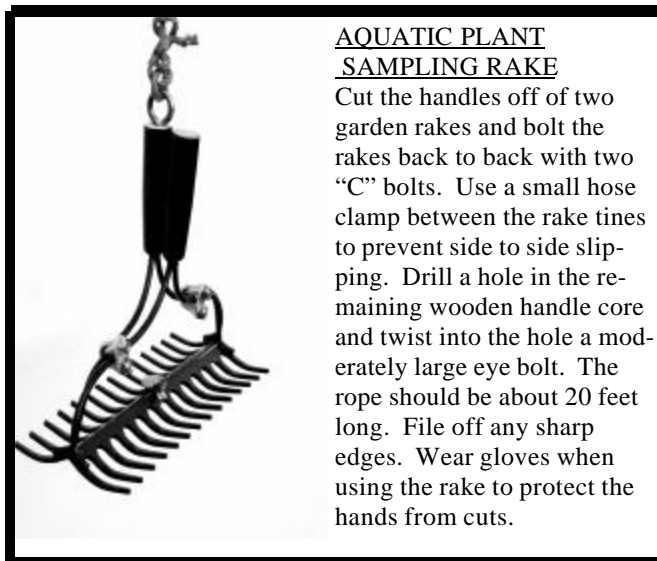 AQUATIC PLANT
SAMPLING RAKE
Cut the handles off of two
garden rakes and bolt the
rakes back to back with two
“C” bolts.  Use a small hose
clamp between the rake tines
to prevent side to side slip-
ping.  Drill a hole in the re-
maining wooden handle core
and twist into the hole a mod-
erately large eye bolt.  The
rope should be about 20 feet
long.  File off any sharp
edges.  Wear gloves when
using the rake to protect the
hands from cuts.